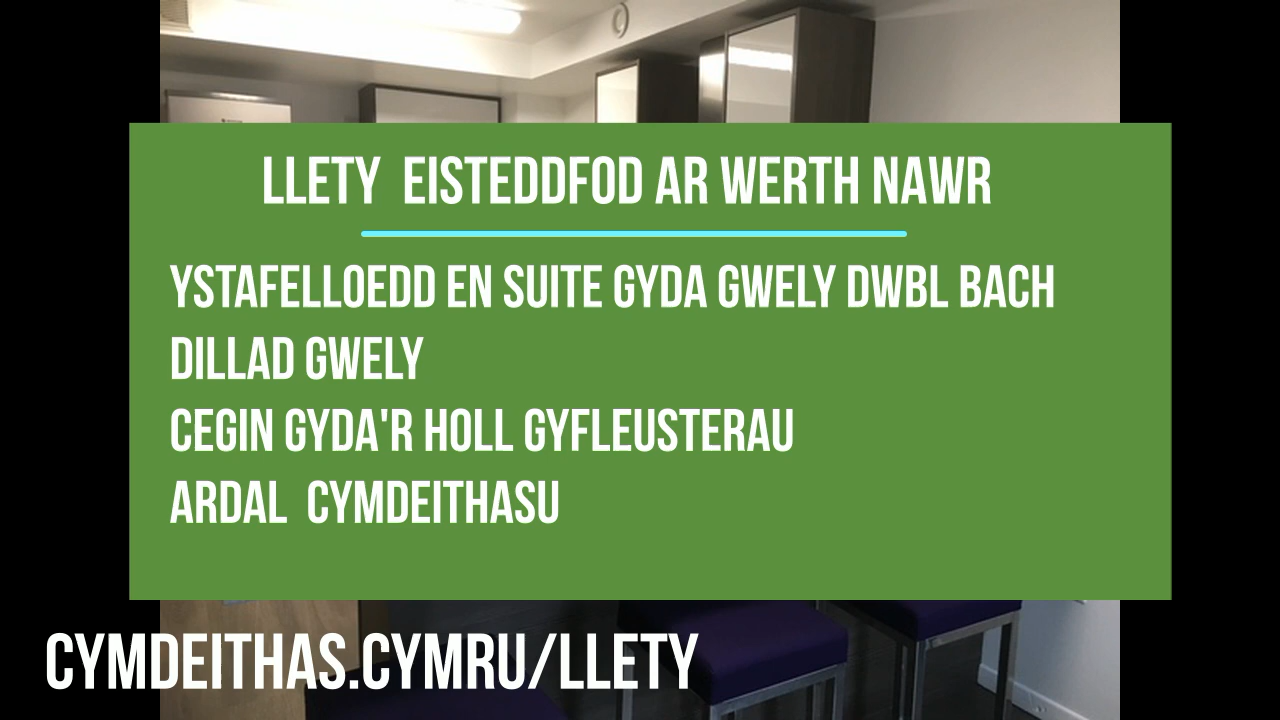 LLETY EISTEDDFOD AR WERTH NAWR
YSTAFELLOEDD EN SUITE GYDA GWELY DWBL BACH
DILLAD GWELY
CEGIN GYDA'R HOLL GYFLEUSTERAU
ARDAL CYMDEITHASU
CYMDEITHAS.CYMRU/LLETY